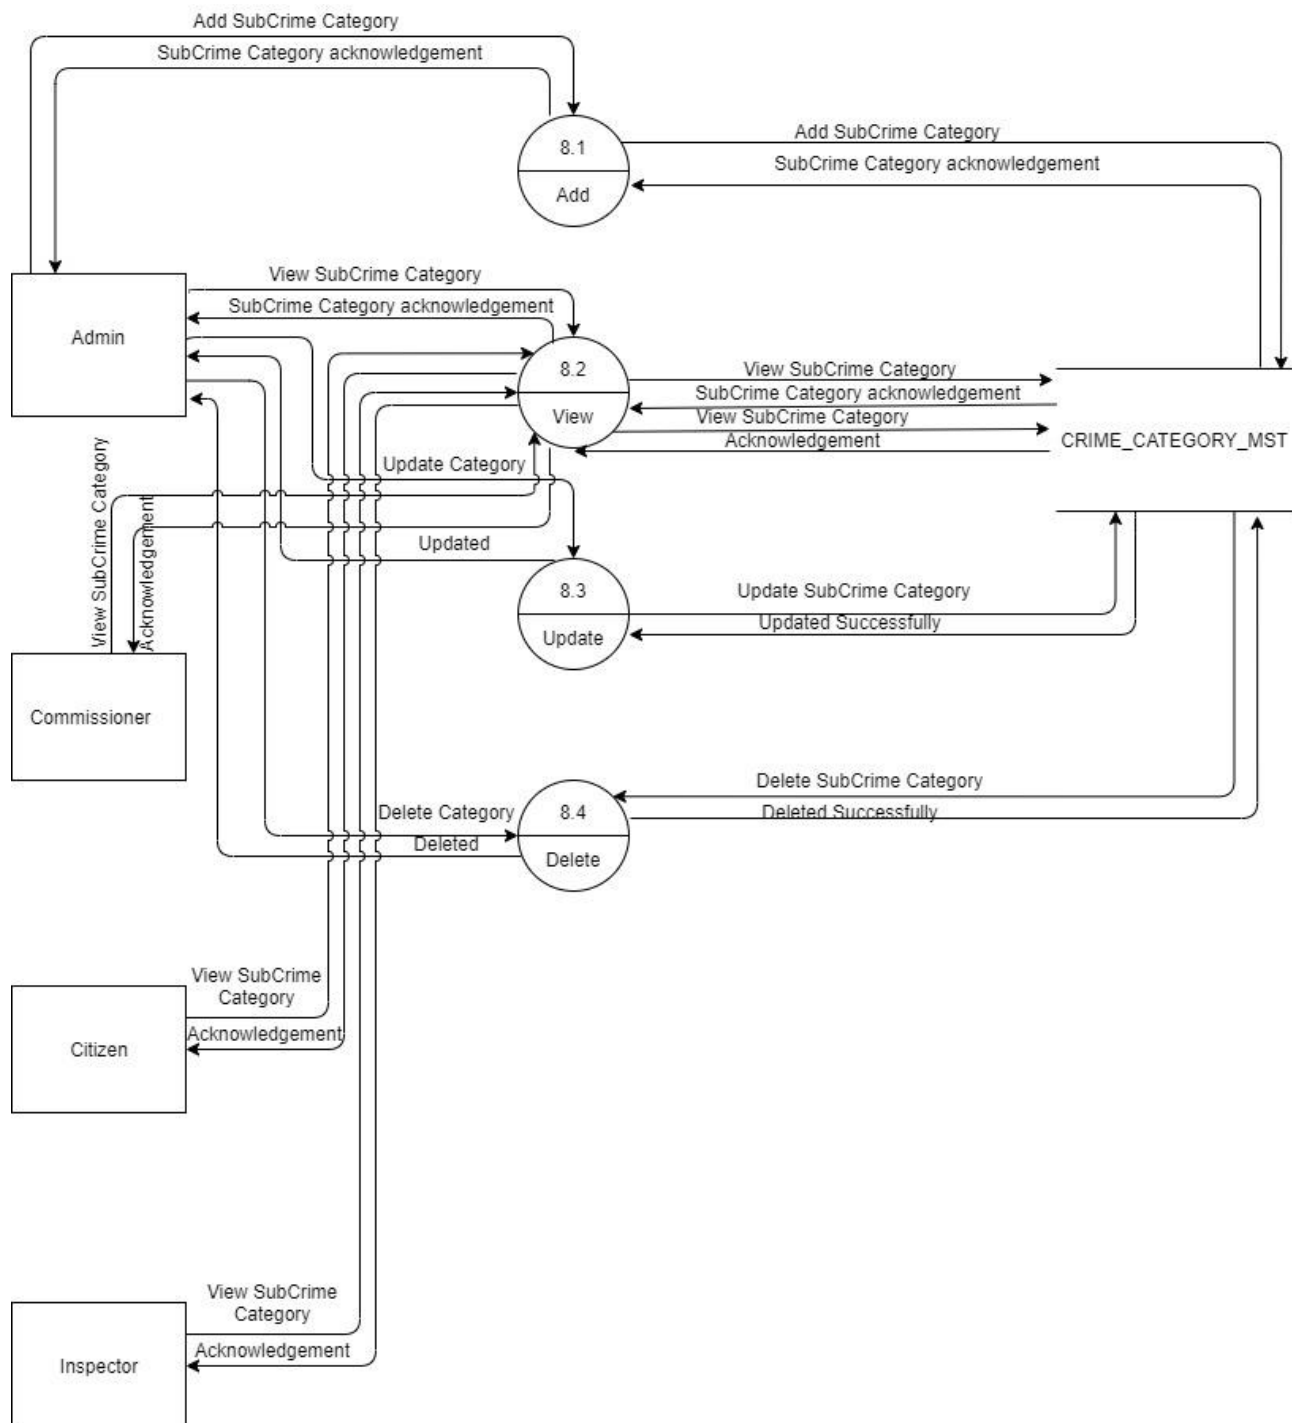 Add SubCrime Category
SubCrime Category acknowledgement
Add SubCrime Category
SubCrime Category acknowledgement
8.1
Add
View SubCrime Category
SubCrime Category acknowledgement
Admin
8.2
View
View SubCrime Category
SubCrime Category acknowledgement
View SubCrime Category
Acknowledgement
CRIME_CATEGORY_MST
Update Category
View SubCrime Category
Acknowledgement
Updated
8.3
Update
Update SubCrime Category
Updated Successfully
Commissioner
Delete SubCrime Category
Deleted Successfully
Delete Category
Deleted
8.4
Delete
View SubCrime
Category
Acknowledgement
Citizen
View SubCrime
Category
Acknowledgement
Inspector